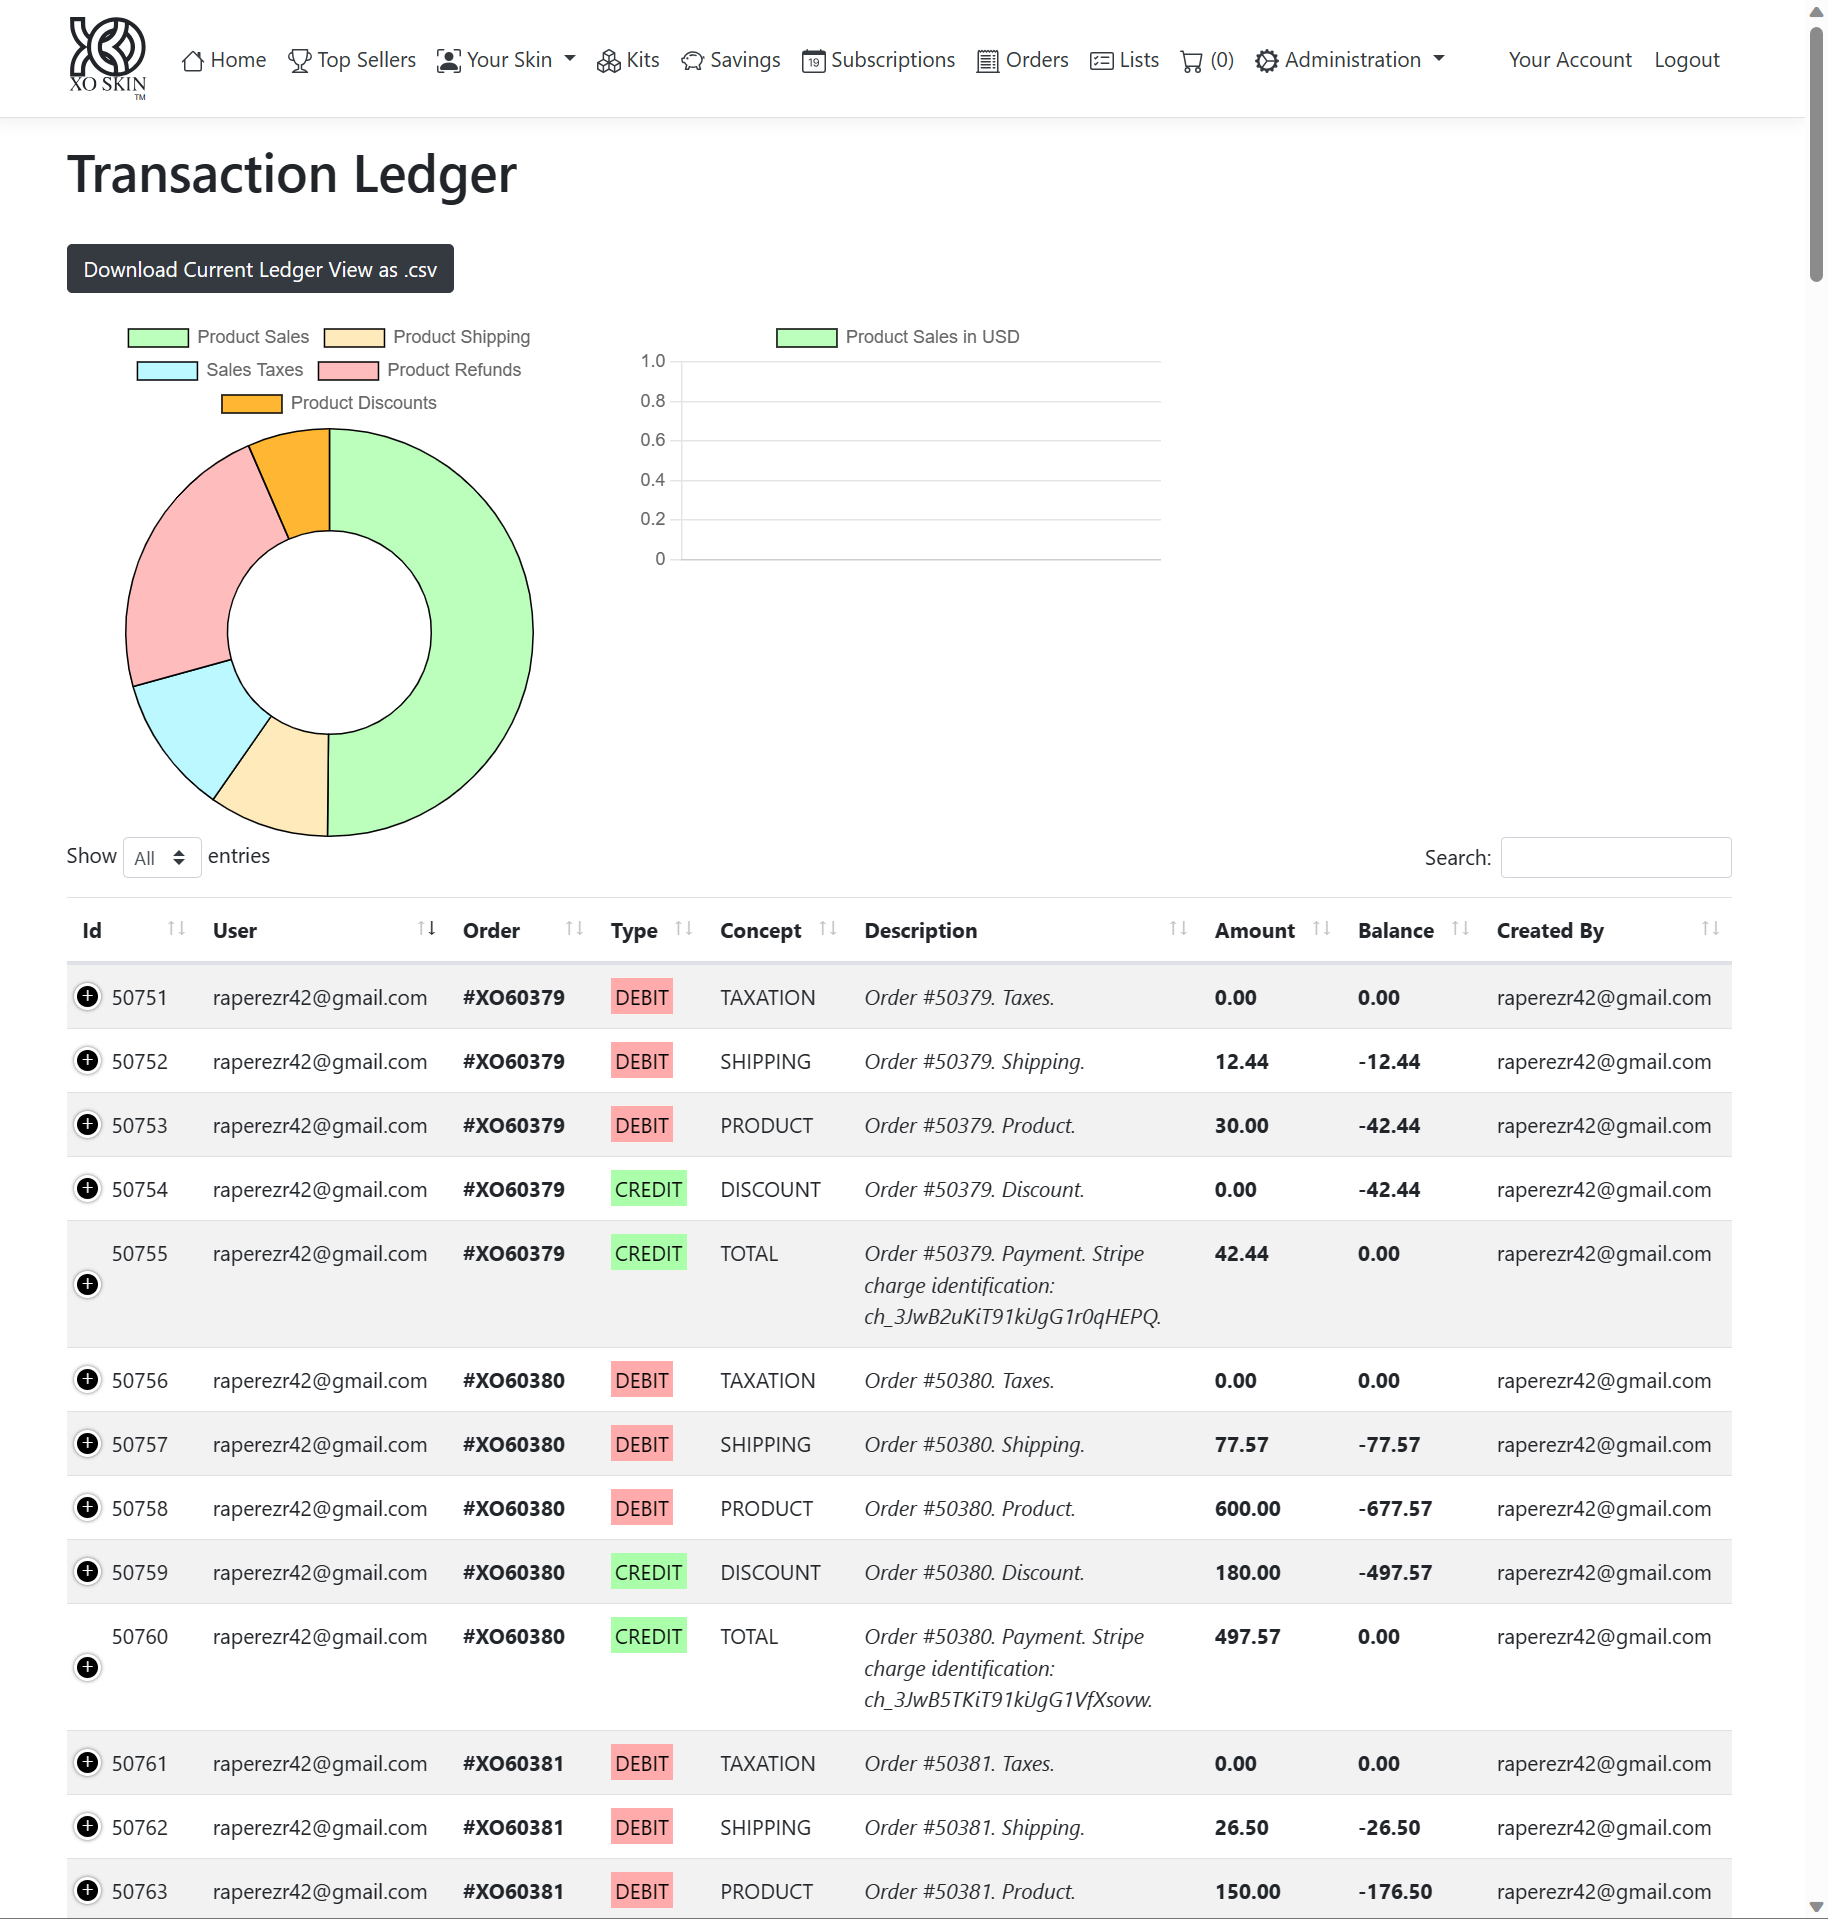 XO SKIN
TM
Home Top Sellers Your Skin Kits Savings 19 Subscriptions Orders Lists (0) Administration Your Account Logout
Transaction Ledger
Download Current Ledger View as .csv
Product Sales Product Shipping
Sales Taxes Product Refunds
Product Discounts
Product Sales in USD
1.0
0.8
0.6
0.4
0.2
0
Show All entries
Search:
Id User Order Type Concept Description Amount Balance Created By
50751 raperezr42@gmail.com #XO60379 DEBIT TAXATION Order #50379. Taxes. 0.00 0.00 raperezr42@gmail.com
50752 raperezr42@gmail.com #XO60379 DEBIT SHIPPING Order #50379. Shipping. 12.44 -12.44 raperezr42@gmail.com
50753 raperezr42@gmail.com #XO60379 DEBIT PRODUCT Order #50379. Product. 30.00 -42.44 raperezr42@gmail.com
50754 raperezr42@gmail.com #XO60379 CREDIT DISCOUNT Order #50379. Discount. 0.00 -42.44 raperezr42@gmail.com
50755 raperezr42@gmail.com #XO60379 CREDIT TOTAL Order #50379. Payment. Stripe 42.44 0.00 raperezr42@gmail.com
charge identification:
ch_3JwB2uKiT91kiJgG1r0qHEPQ.
50756 raperezr42@gmail.com #XO60380 DEBIT TAXATION Order #50380. Taxes. 0.00 0.00 raperezr42@gmail.com
50757 raperezr42@gmail.com #XO60380 DEBIT SHIPPING Order #50380. Shipping. 77.57 -77.57 raperezr42@gmail.com
50758 raperezr42@gmail.com #XO60380 DEBIT PRODUCT Order #50380. Product. 600.00 -677.57 raperezr42@gmail.com
50759 raperezr42@gmail.com #XO60380 CREDIT DISCOUNT Order #50380. Discount. 180.00 -497.57 raperezr42@gmail.com
50760 raperezr42@gmail.com #XO60380 CREDIT TOTAL Order #50380. Payment. Stripe 497.57 0.00 raperezr42@gmail.com
charge identification:
ch_3JwB5TKiT91kiJgG1VfXsovw.
50761 raperezr42@gmail.com #XO60381 DEBIT TAXATION Order #50381. Taxes. 0.00 0.00 raperezr42@gmail.com
50762 raperezr42@gmail.com #XO60381 DEBIT SHIPPING Order #50381. Shipping. 26.50 -26.50 raperezr42@gmail.com
50763 raperezr42@gmail.com #XO60381 DEBIT PRODUCT Order #50381. Product. 150.00 -176.50 raperezr42@gmail.com